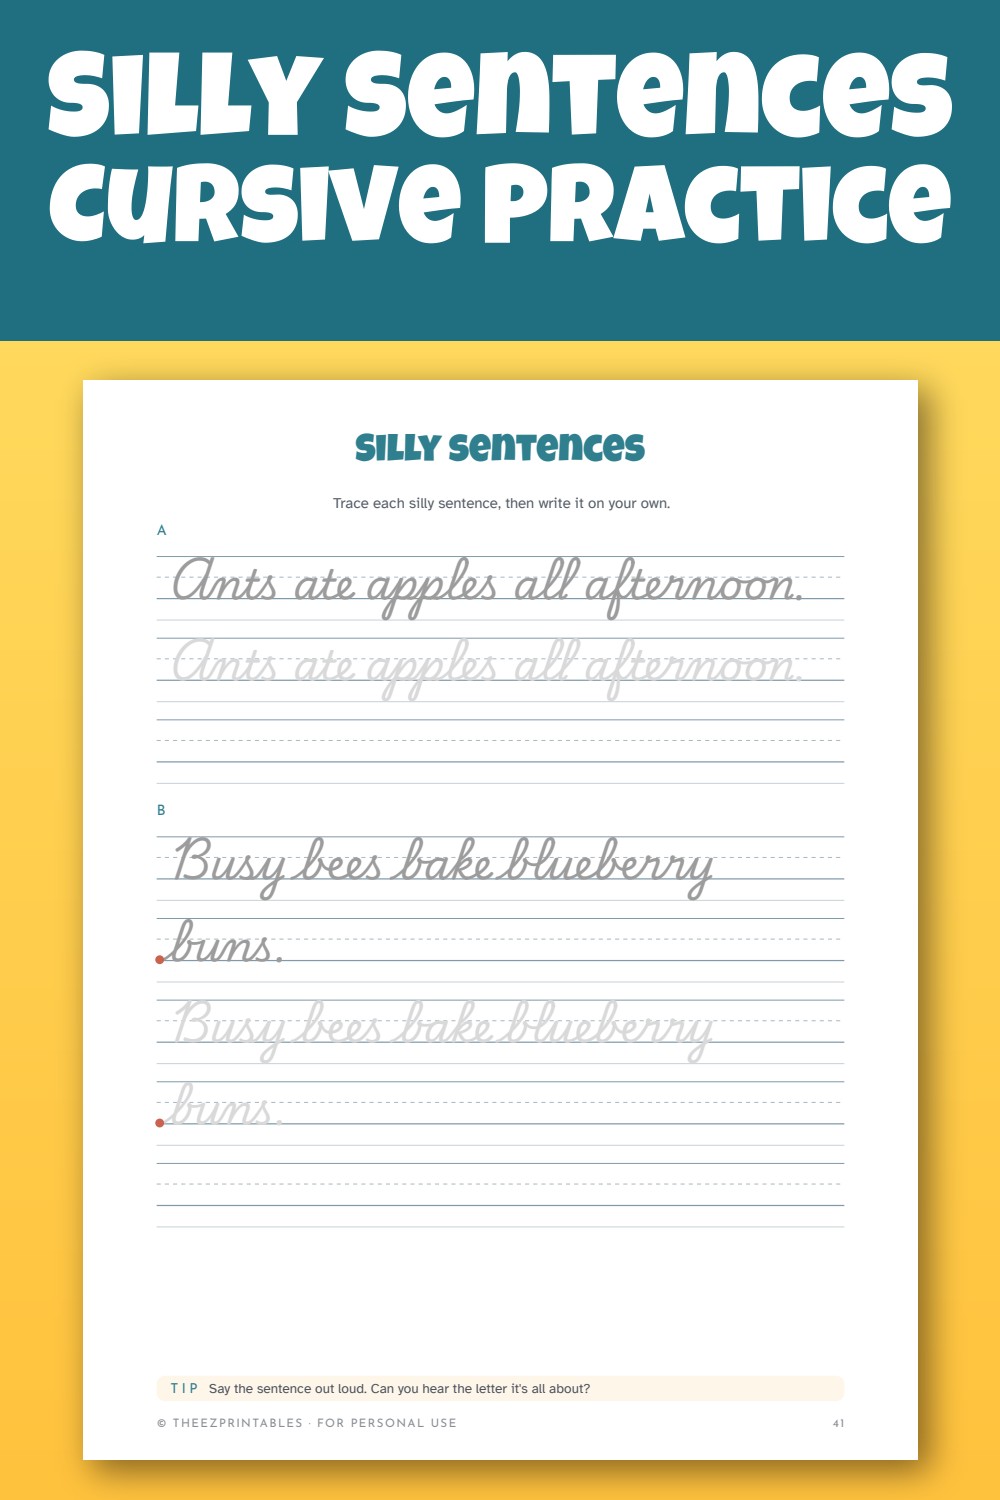 SILLY SENTENCES
CURSIVE PRACTICE
SILLY SENTENCES
Trace each silly sentence, then write it on your own.
A
Ants ate apples all afternoon.
Ants ate apples all afternoon.
B
Busy bees bake blueberry
buns.
Busy bees bake blueberry
buns.
TIP Say the sentence out loud. Can you hear the letter it's all about?
© THEEZPRINTABLES · FOR PERSONAL USE 41